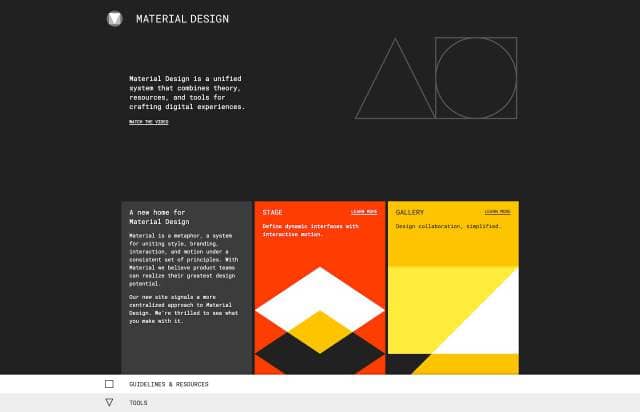 MATERIAL DESIGN
Material Design is a unified
system that combines theory,
resources, and tools for
crafting digital experiences.
WATCH THE VIDEO
A new home for
Material Design
Material is a metaphor, a system
for uniting style, branding,
interaction, and motion under a
consistent set of principles. With
Material we believe product teams
can realize their greatest design
potential.
Our new site signals a more
centralized approach to Material
Design. We're thrilled to see what
you make with it.
STAGE
LEARN MORE
Define dynamic interfaces with
interactive motion.
GALLERY
LEARN MORE
Design collaboration, simplified.
GUIDELINES & RESOURCES
TOOLS